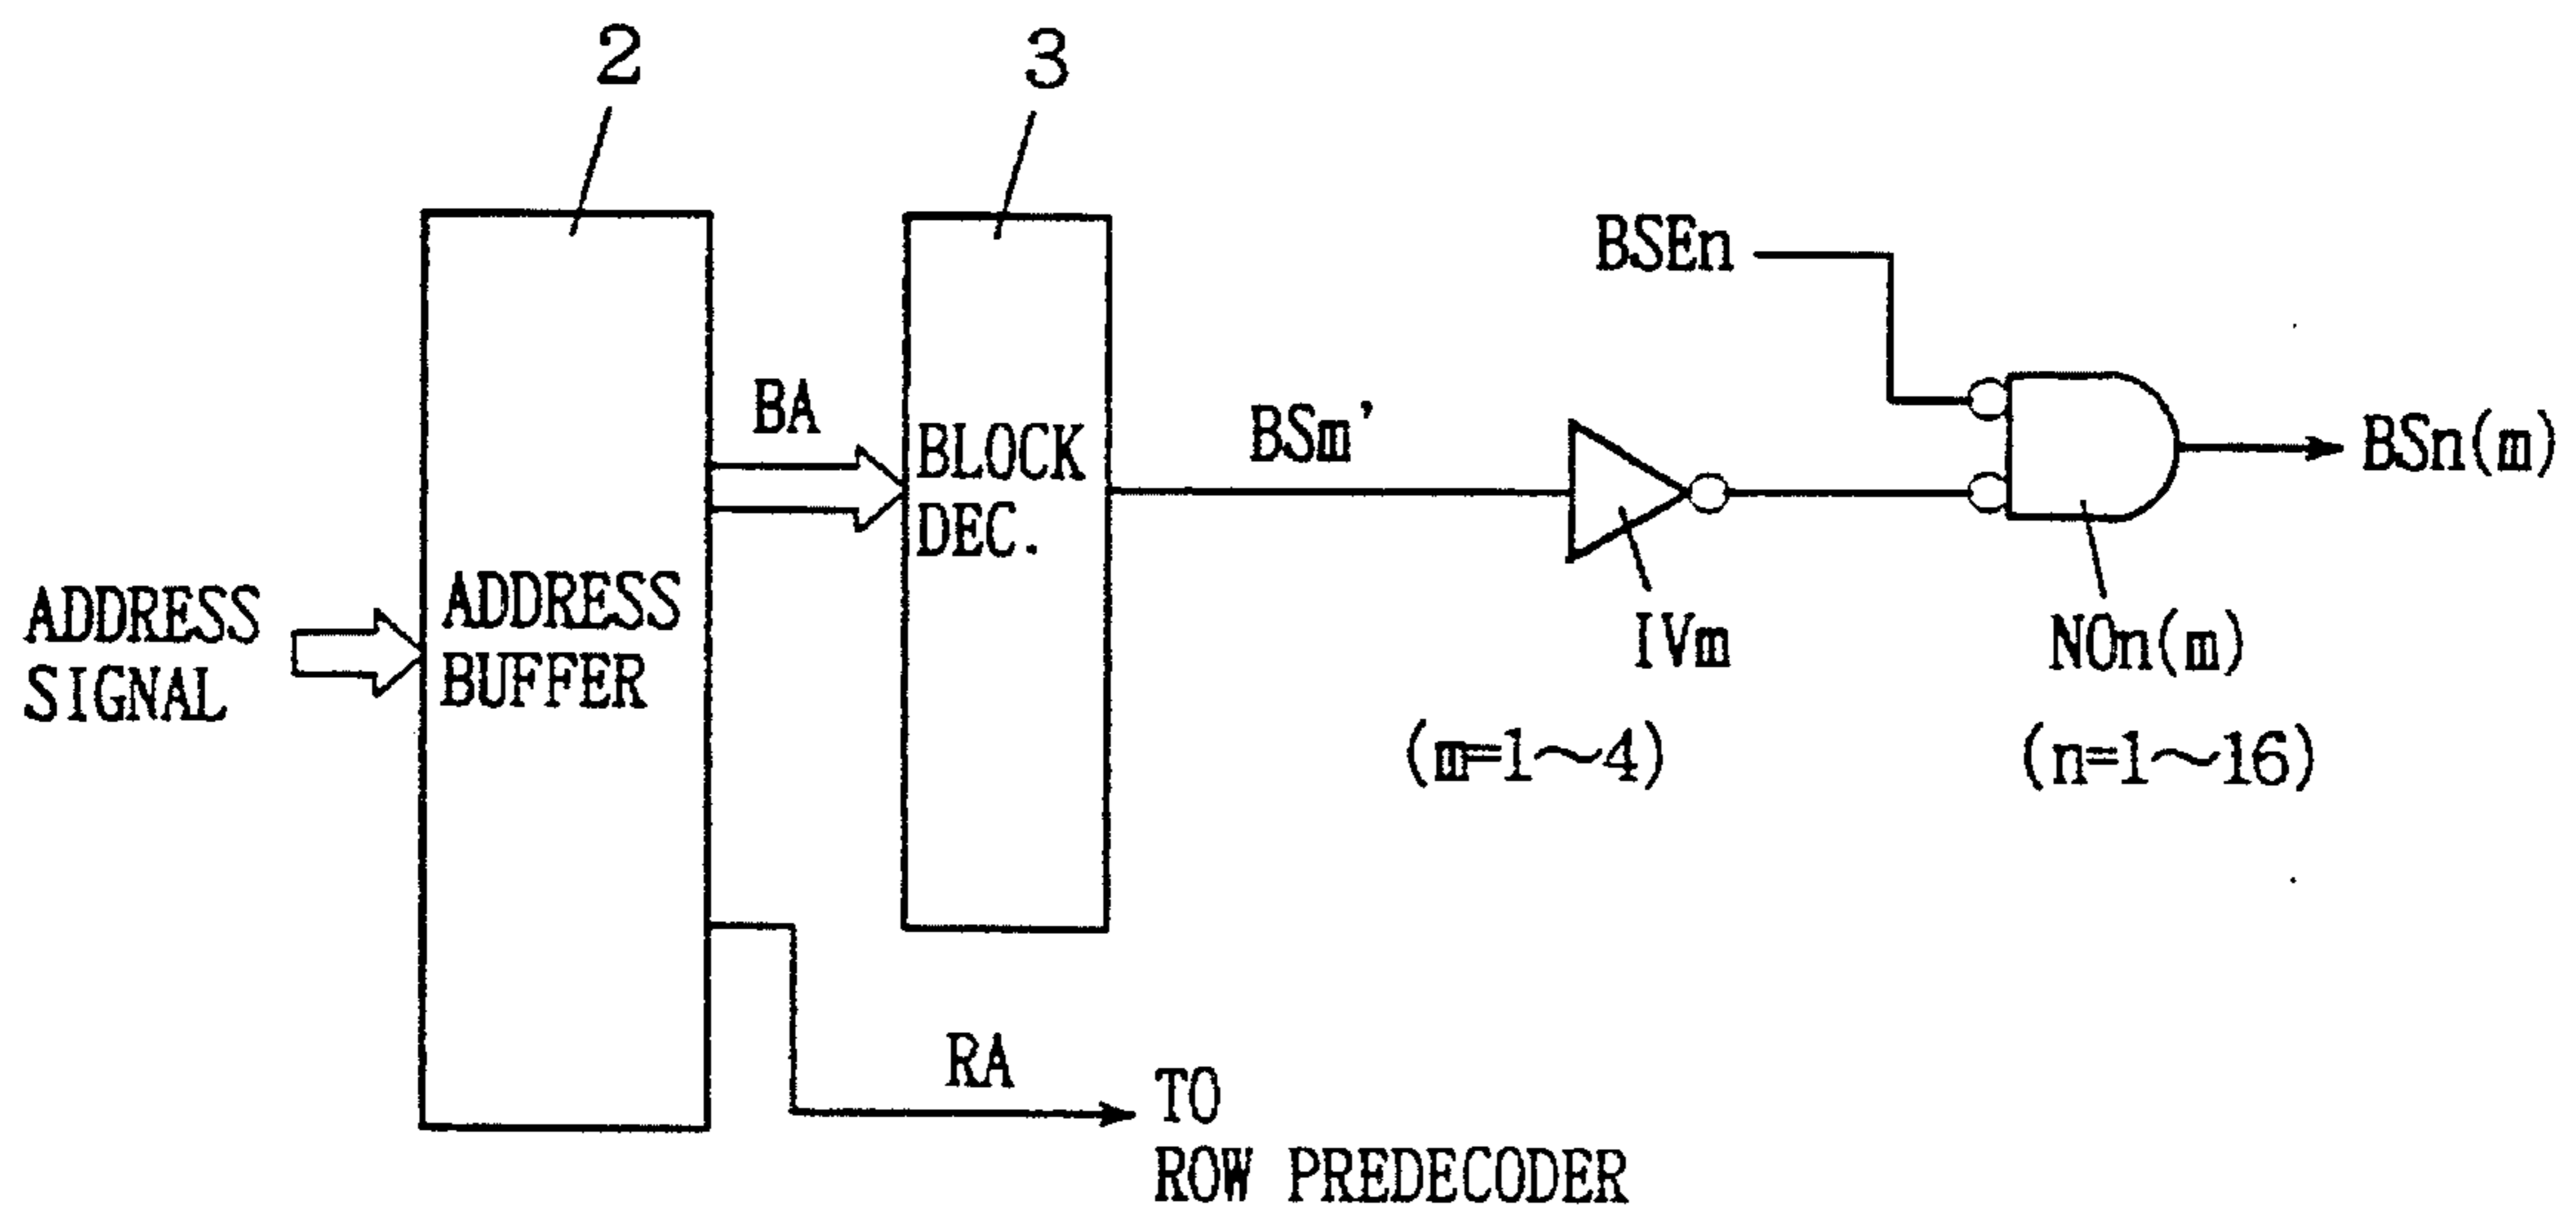 2
3
BSEn
BA
BLOCK
DEC.
BSm'
BSn(m)
ADDRESS
SIGNAL
ADDRESS
BUFFER
IVm
NOn(m)
(m=1~4)
(n=1~16)
RA
TO
ROW PREDECODER